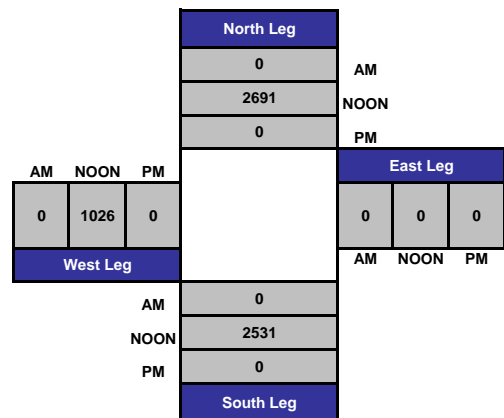 North Leg
0 AM
2691 NOON
0 PM
AM NOON PM East Leg
0 1026 0 0 0 0
West Leg AM NOON PM
AM 0
NOON 2531
PM 0
South Leg